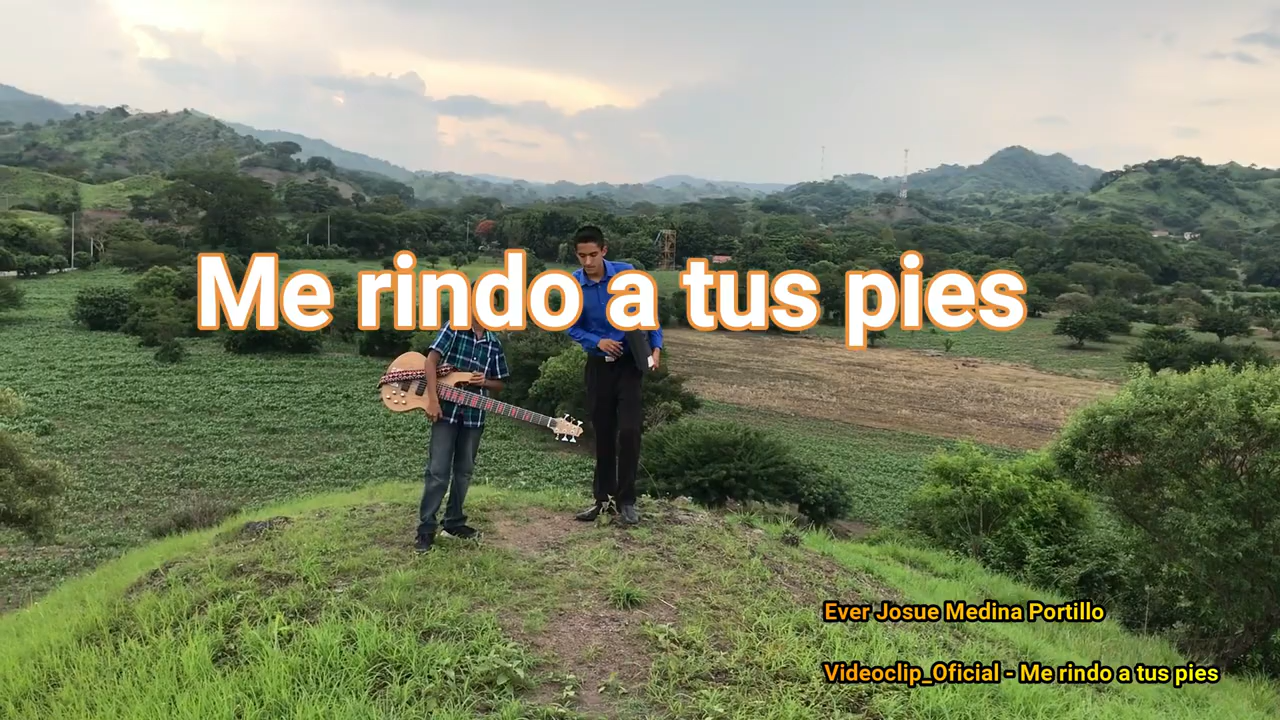 Me rindo a tus pies
Ever Josue Medina Portillo
Videoclip_Oficial - Me rindo a tus pies